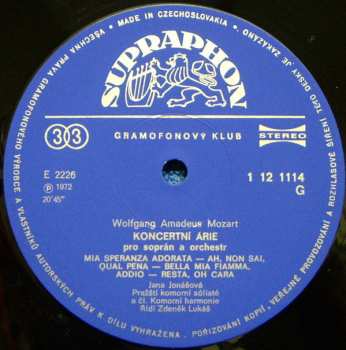 VŠECHNA PRÁVA GRAMOFONOVÉHO VÝROBCE A VLASTNÍKŮ AUTORSKÝCH PRÁV K DÍLU VYHRAŽENA. POŘIZOVÁNÍ KOPIÍ, VEŘEJNÉ PROVOZOVÁNÍ A ROZHLASOVÉ ŠÍŘENÍ TÉTO DESKY JE ZAKÁZÁNO • MADE IN CZECHOSLOVAKIA •
SUPRAPHON
33
GRAMOFONOVÝ KLUB
STEREO
E 2226
1 12 1114
G
℗ 1972
20'45"
Wolfgang Amadeus Mozart
KONCERTNÍ ÁRIE
pro soprán a orchestr
MIA SPERANZA ADORATA — AH, NON SAI,
QUAL PENA — BELLA MIA FIAMMA,
ADDIO — RESTA, OH CARA
Jana Jonášová
Pražští komorní sólisté
a čl. Komorní harmonie
Řídí Zdeněk Lukáš